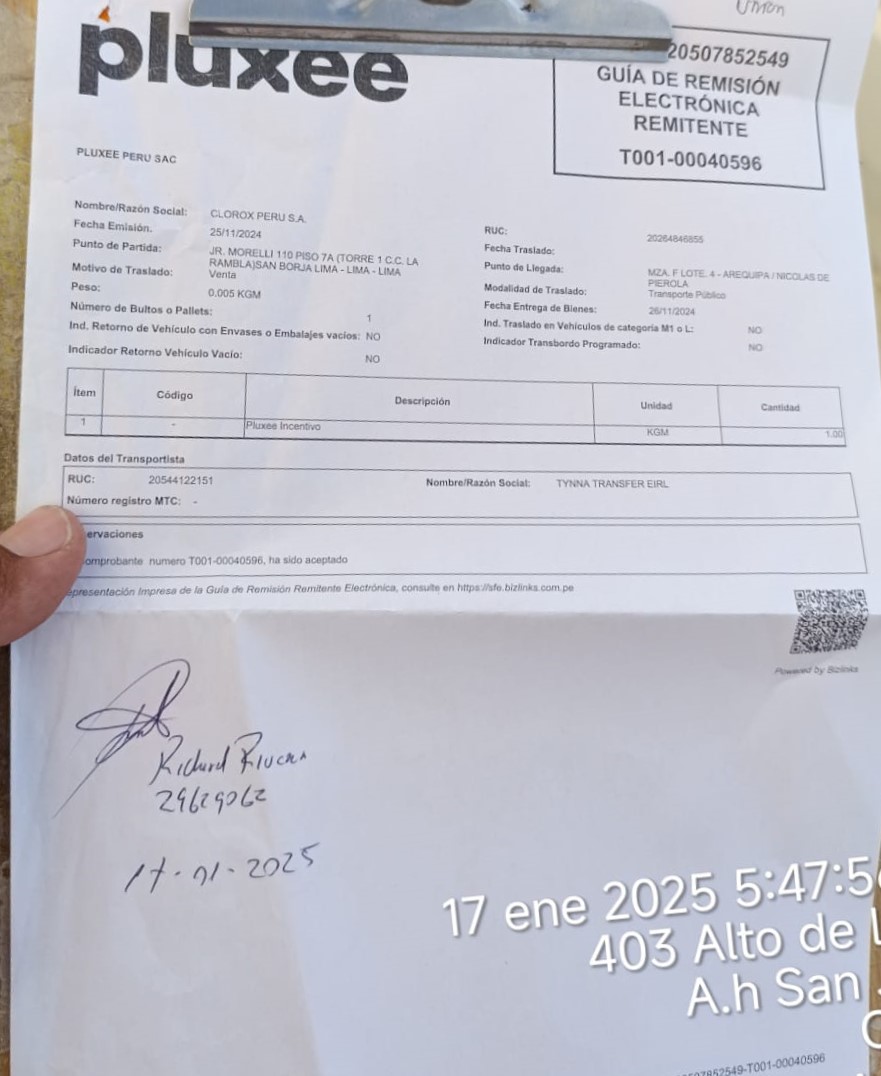 Union
pluxee
20507852549
GUÍA DE REMISIÓN
ELECTRÓNICA
REMITENTE
T001-00040596
PLUXEE PERU SAC
Nombre/Razón Social: CLOROX PERU S.A.
Fecha Emisión: 25/11/2024
Punto de Partida: JR. MORELLI 110 PISO 7A (TORRE 1 C.C. LA
RAMBLA)SAN BORJA LIMA - LIMA - LIMA
Motivo de Traslado: Venta
Peso: 0.005 KGM
Número de Bultos o Pallets: 1
Ind. Retorno de Vehículo con Envases o Embalajes vacíos: NO
Indicador Retorno Vehículo Vacío: NO
RUC: 20264846855
Fecha Traslado:
Punto de Llegada: MZA. F LOTE. 4 - AREQUIPA / NICOLAS DE
PIEROLA
Modalidad de Traslado: Transporte Público
Fecha Entrega de Bienes: 26/11/2024
Ind. Traslado en Vehículos de categoria M1 o L: NO
Indicador Transbordo Programado: NO
Ítem Código Descripción Unidad Cantidad
1 - Pluxee Incentivo KGM 1.00
Datos del Transportista
RUC: 20544122151 Nombre/Razón Social: TYNNA TRANSFER EIRL
Número registro MTC: -
ervaciones
omprobante numero T001-00040596, ha sido aceptado
epresentación Impresa de la Guía de Remisión Remitente Electrónica, consulte en https://sfe.bizlinks.com.pe
Powered by Bizlinks
Richard Rivera
29629062
17-01-2025
17 ene 2025 5:47:5
403 Alto de L
A.h San
07852549-T001-00040596